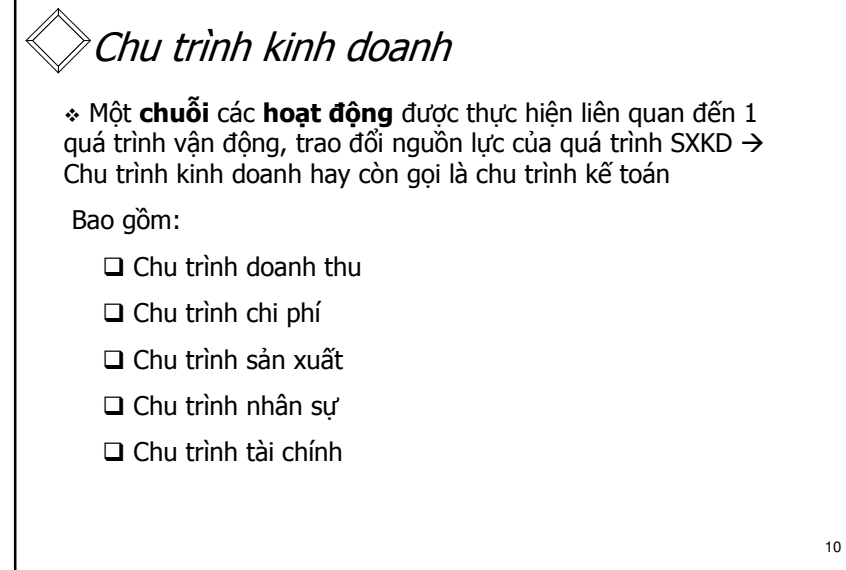 Chu trình kinh doanh
❖ Một chuỗi các hoạt động được thực hiện liên quan đến 1
quá trình vận động, trao đổi nguồn lực của quá trình SXKD →
Chu trình kinh doanh hay còn gọi là chu trình kế toán
Bao gồm:
❑ Chu trình doanh thu
❑ Chu trình chi phí
❑ Chu trình sản xuất
❑ Chu trình nhân sự
❑ Chu trình tài chính
10